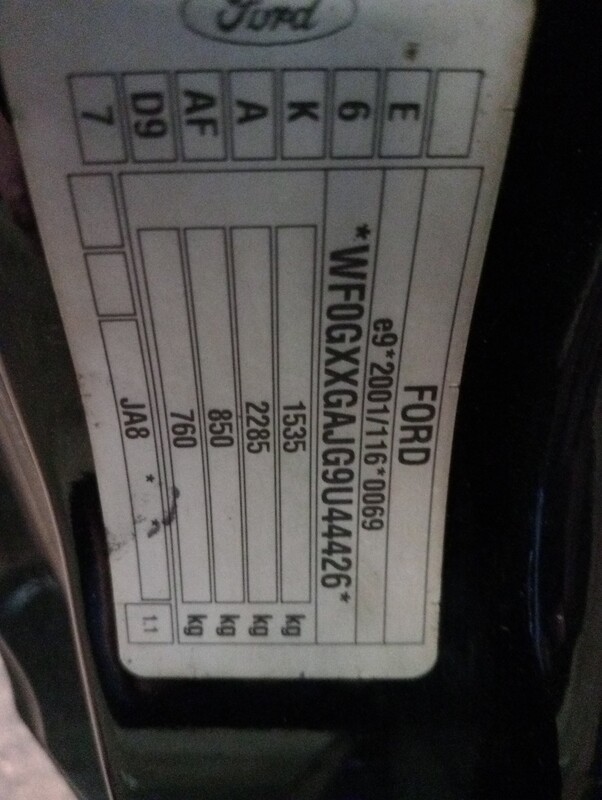 Ford
E
6
K
A
AF
D9
7
FORD
e9*2001/116*0069
*WF0GXXGAJG9U44426*
1535 kg
2285 kg
850 kg
760 kg
JA8 * *
1.1